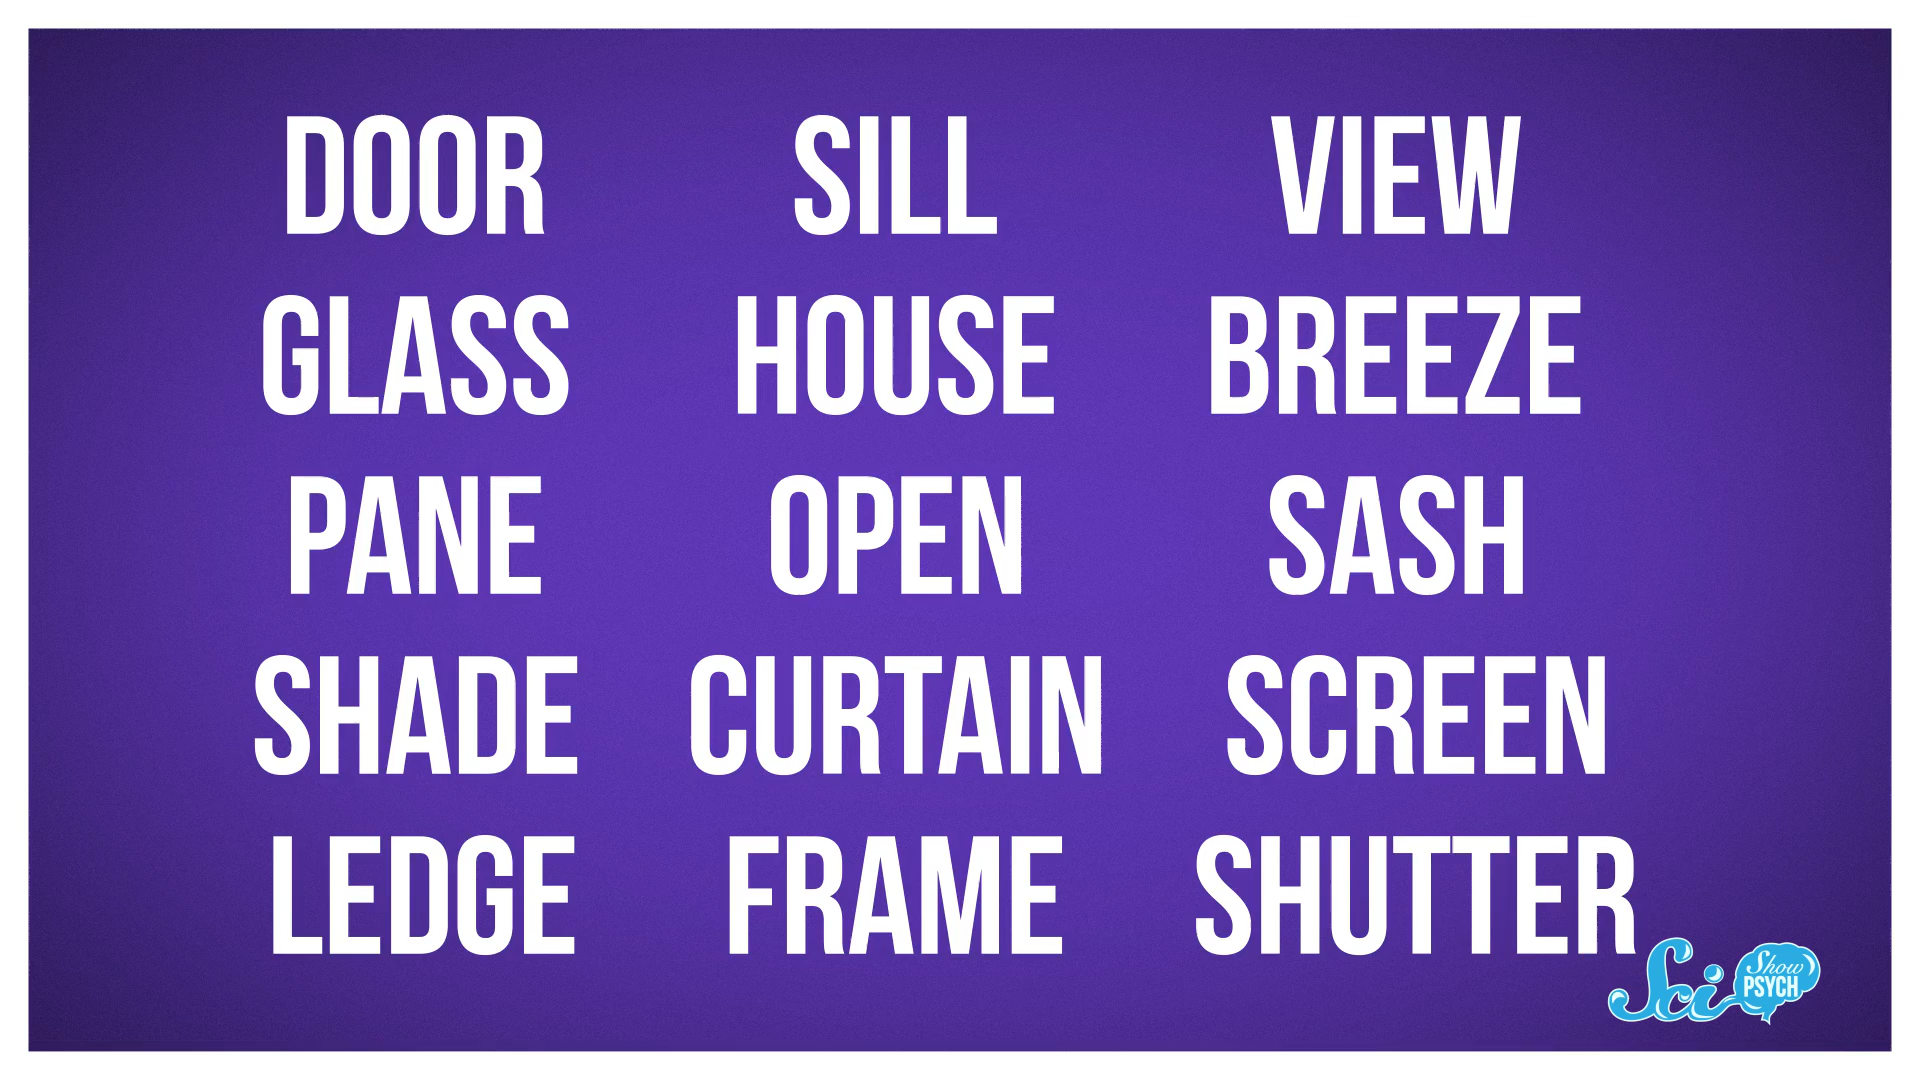 DOOR SILL VIEW
GLASS HOUSE BREEZE
PANE OPEN SASH
SHADE CURTAIN SCREEN
LEDGE FRAME SHUTTER
Sci Show PSYCH